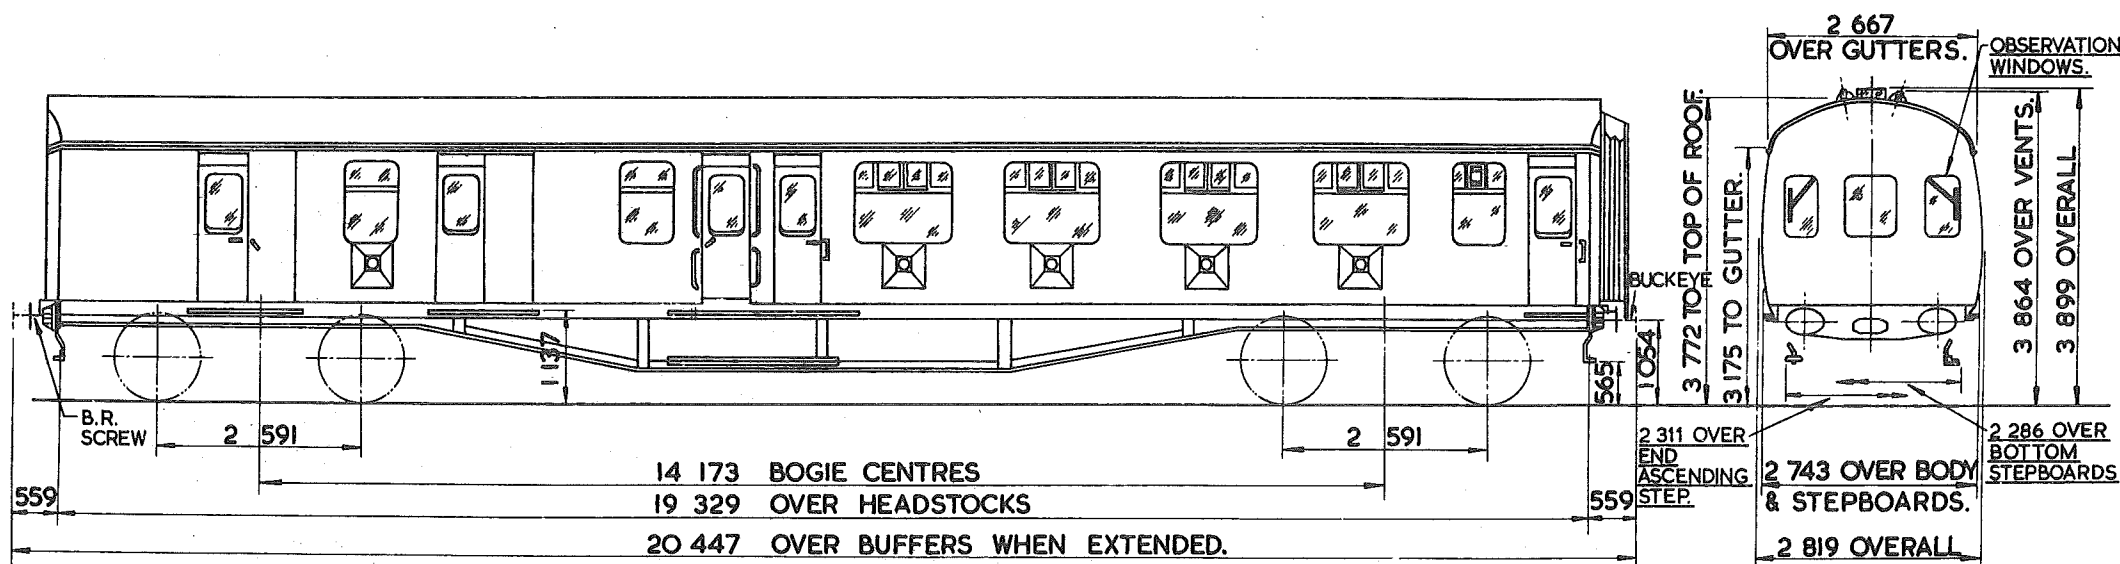 2 667
OVER GUTTERS.
OBSERVATION
WINDOWS.
3 772 TO TOP OF ROOF.
3 175 TO GUTTER.
3 864 OVER VENTS.
3 899 OVERALL
BUCKEYE
1 137
565
1 054
B.R.
SCREW
2 591
2 591
2 311 OVER
END
ASCENDING
STEP.
2 286 OVER
BOTTOM
STEPBOARDS
14 173 BOGIE CENTRES
2 743 OVER BODY
& STEPBOARDS.
559
19 329 OVER HEADSTOCKS
559
20 447 OVER BUFFERS WHEN EXTENDED.
2 819 OVERALL